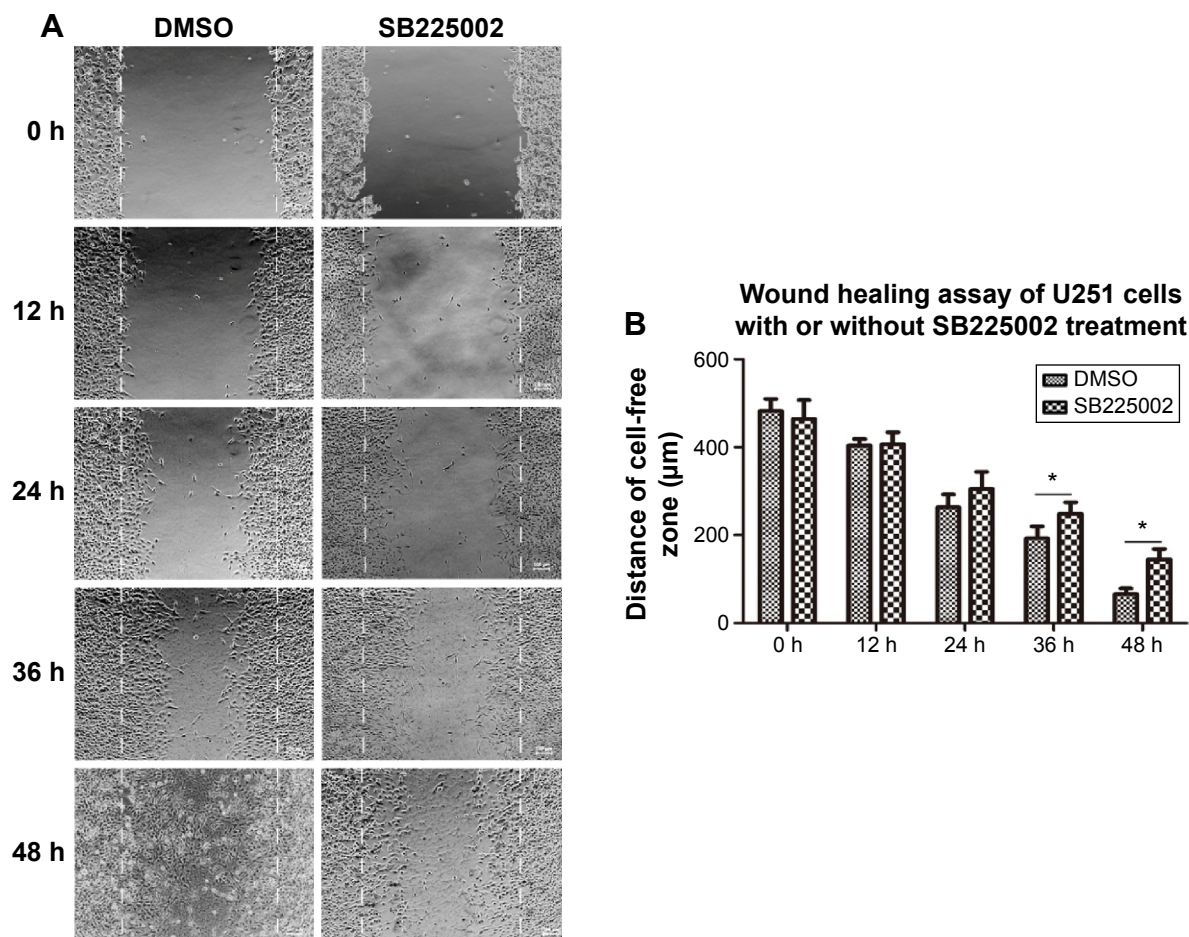 A
DMSO
SB225002
0 h
12 h
24 h
36 h
48 h
B
Wound healing assay of U251 cells
with or without SB225002 treatment
Distance of cell-free
zone (µm)
600
400
200
0
DMSO
SB225002
*
*
0 h
12 h
24 h
36 h
48 h